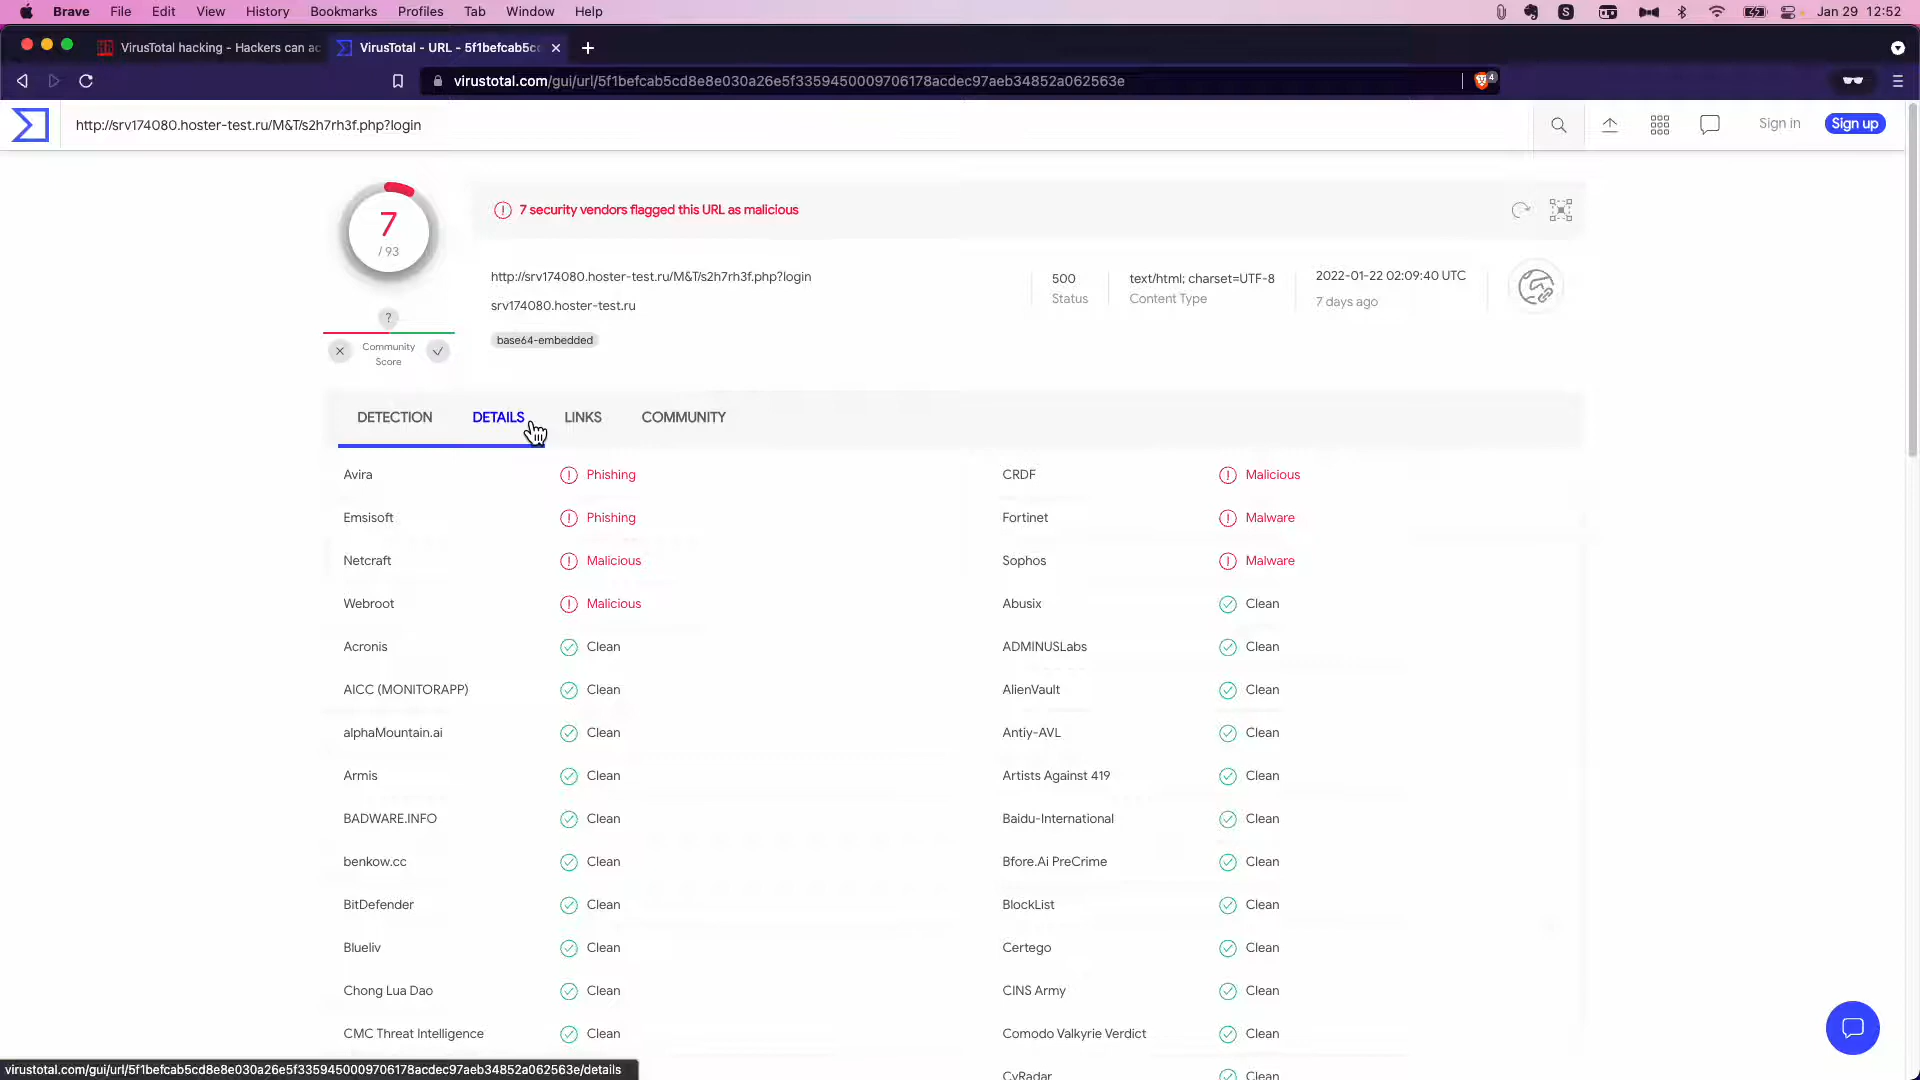 Brave File Edit View History Bookmarks Profiles Tab Window Help
S
Jan 29 12:52
VirusTotal hacking - Hackers can ac
VirusTotal - URL - 5f1befcab5cc
virustotal.com/gui/url/5f1befcab5cd8e8e030a26e5f3359450009706178acdec97aeb34852a062563e
4
http://srv174080.hoster-test.ru/M&T/s2h7rh3f.php?login
Sign in
Sign up
7
/ 93
7 security vendors flagged this URL as malicious
http://srv174080.hoster-test.ru/M&T/s2h7rh3f.php?login
srv174080.hoster-test.ru
base64-embedded
500
Status
text/html; charset=UTF-8
Content Type
2022-01-22 02:09:40 UTC
7 days ago
?
Community
Score
DETECTION DETAILS LINKS COMMUNITY
Avira Phishing CRDF Malicious
Emsisoft Phishing Fortinet Malware
Netcraft Malicious Sophos Malware
Webroot Malicious Abusix Clean
Acronis Clean ADMINUSLabs Clean
AICC (MONITORAPP) Clean AlienVault Clean
alphaMountain.ai Clean Antiy-AVL Clean
Armis Clean Artists Against 419 Clean
BADWARE.INFO Clean Baidu-International Clean
benkow.cc Clean Bfore.Ai PreCrime Clean
BitDefender Clean BlockList Clean
Blueliv Clean Certego Clean
Chong Lua Dao Clean CINS Army Clean
CMC Threat Intelligence Clean Comodo Valkyrie Verdict Clean
CyRadar Clean
virustotal.com/gui/url/5f1befcab5cd8e8e030a26e5f3359450009706178acdec97aeb34852a062563e/details